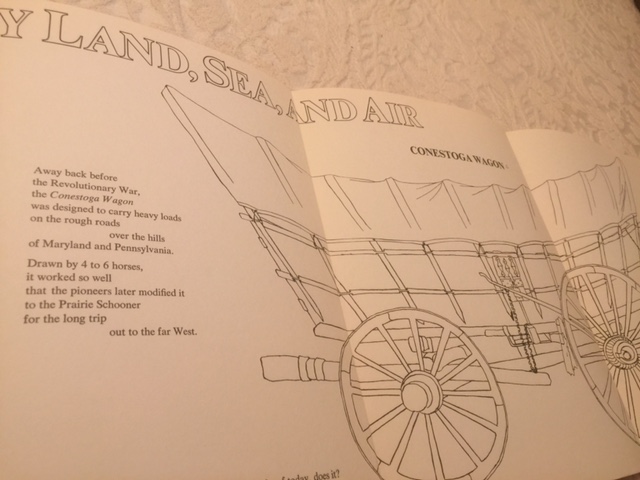 Y LAND, SEA, AND AIR
CONESTOGA WAGON
Away back before
the Revolutionary War,
the Conestoga Wagon
was designed to carry heavy loads
on the rough roads
over the hills
of Maryland and Pennsylvania.
Drawn by 4 to 6 horses,
it worked so well
that the pioneers later modified it
to the Prairie Schooner
for the long trip
out to the far West.
today, does it?